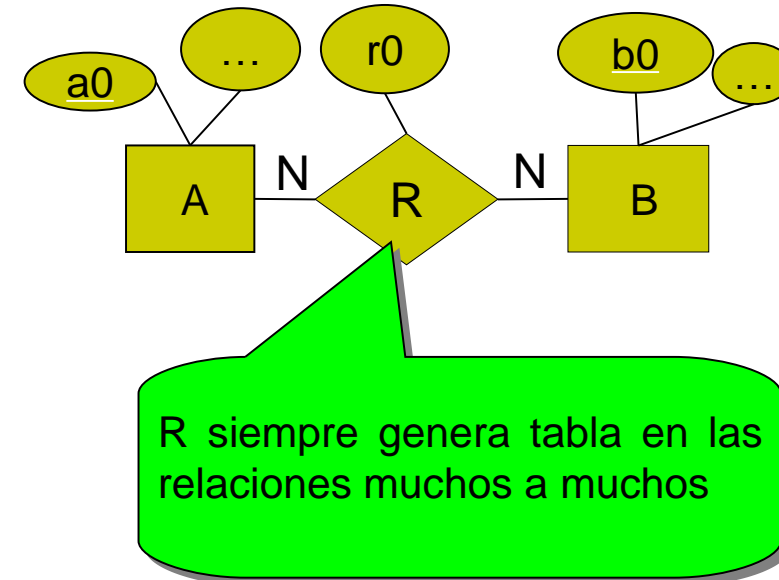 a0
…
r0
b0
…
A
N
R
N
B
R siempre genera tabla en las
relaciones muchos a muchos